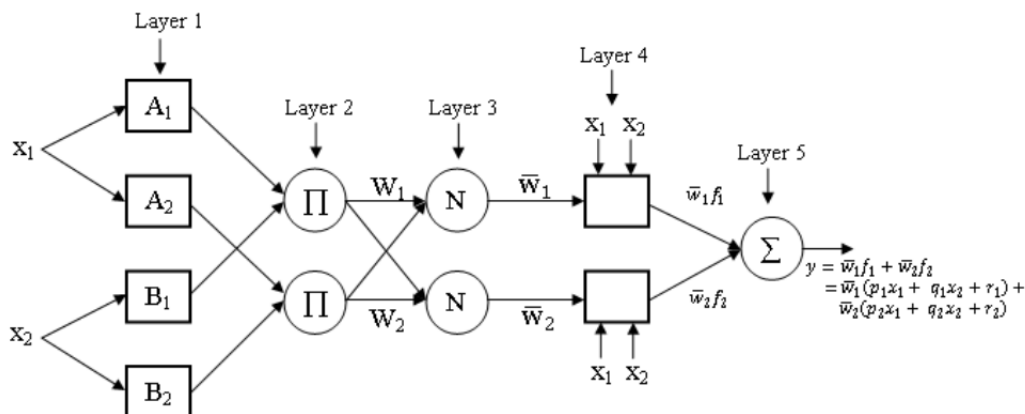 Layer 1
Layer 4
A₁
Layer 2
Layer 3
x₁
x₁ x₂
Layer 5
A₂
∏
W₁
N
w̅₁
w̅₁f₁
∑
y = w̅₁f₁ + w̅₂f₂
= w̅₁(p₁x₁ + q₁x₂ + r₁) +
w̅₂(p₂x₁ + q₂x₂ + r₂)
B₁
∏
W₂
N
w̅₂
w̅₂f₂
x₂
x₁ x₂
B₂